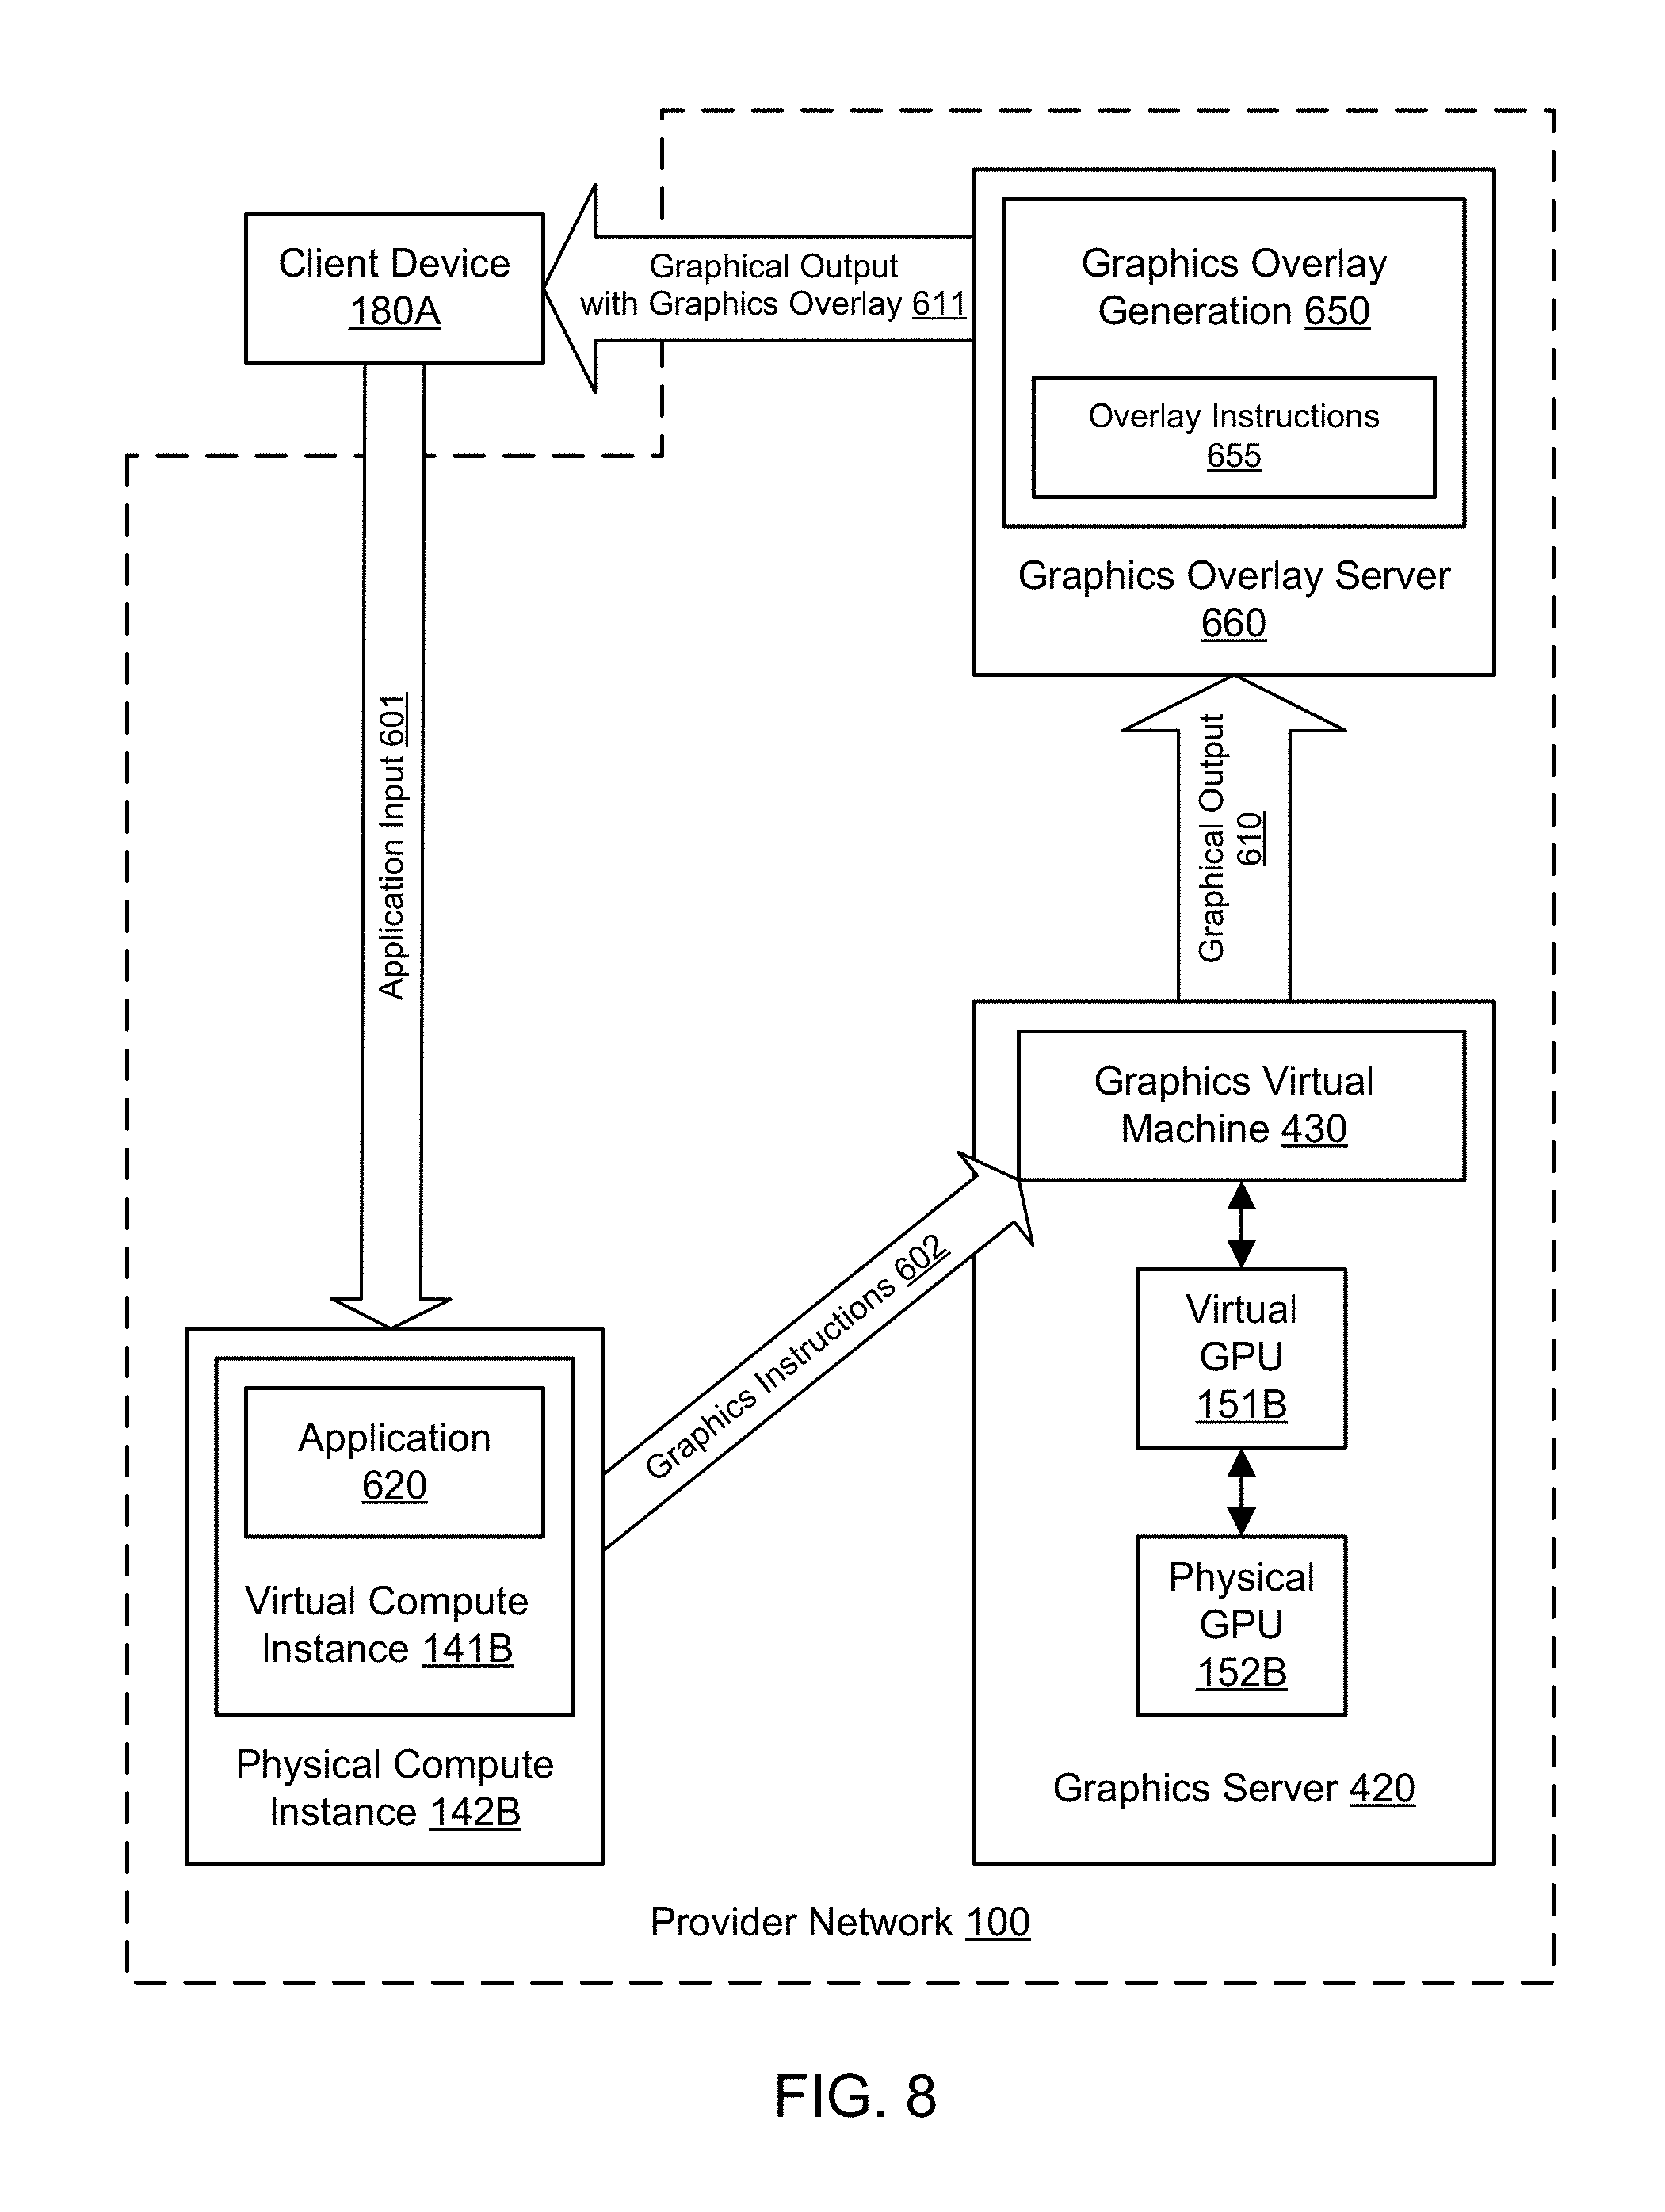 Client Device
180A
Graphical Output
with Graphics Overlay 611
Graphics Overlay
Generation 650
Overlay Instructions
655
Graphics Overlay Server
660
Application Input 601
Graphical Output
610
Graphics Virtual
Machine 430
Graphics Instructions 602
Virtual
GPU
151B
Application
620
Virtual Compute
Instance 141B
Physical Compute
Instance 142B
Physical
GPU
152B
Graphics Server 420
Provider Network 100
FIG. 8